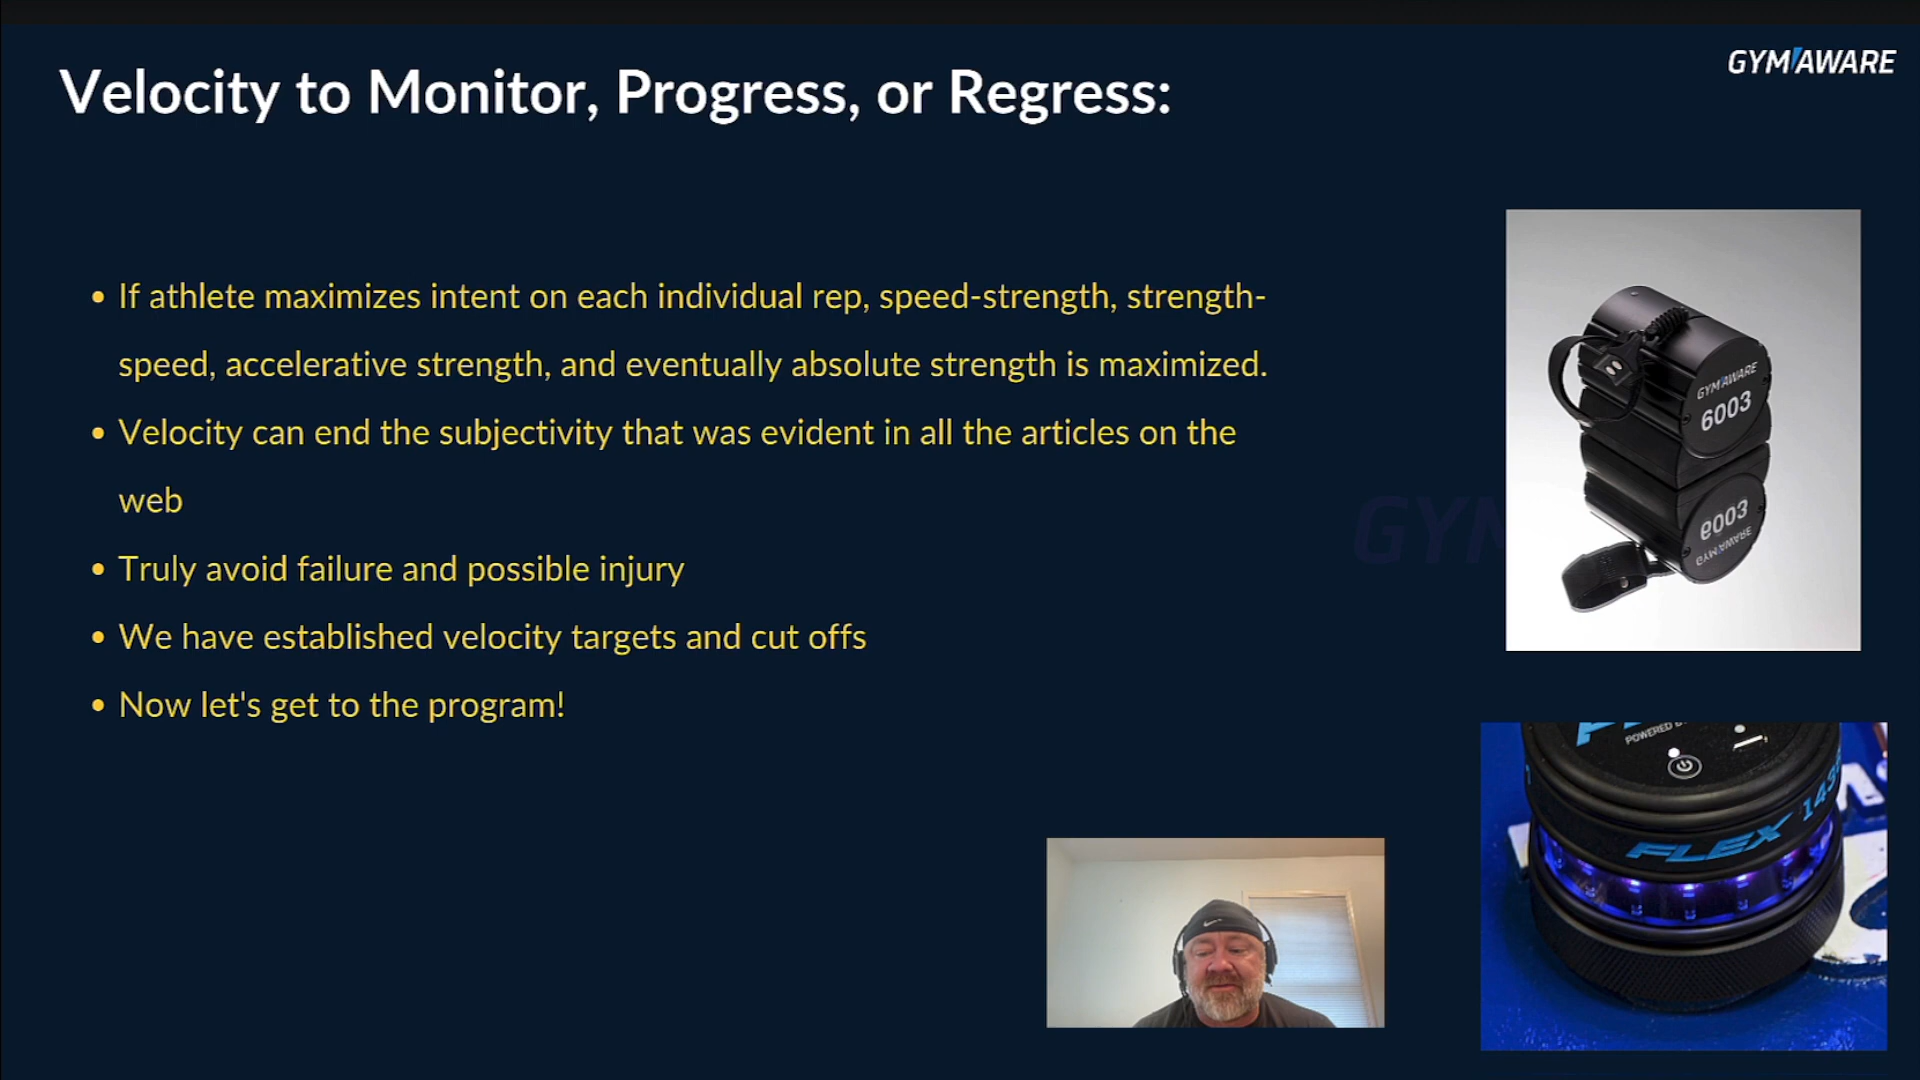 GYMAWARE
Velocity to Monitor, Progress, or Regress:
• If athlete maximizes intent on each individual rep, speed-strength, strength-
speed, accelerative strength, and eventually absolute strength is maximized.
• Velocity can end the subjectivity that was evident in all the articles on the
web
• Truly avoid failure and possible injury
• We have established velocity targets and cut offs
• Now let's get to the program!
GYM
GYMAWARE
6003
6003
GYMAWARE
POWERED
FLEX